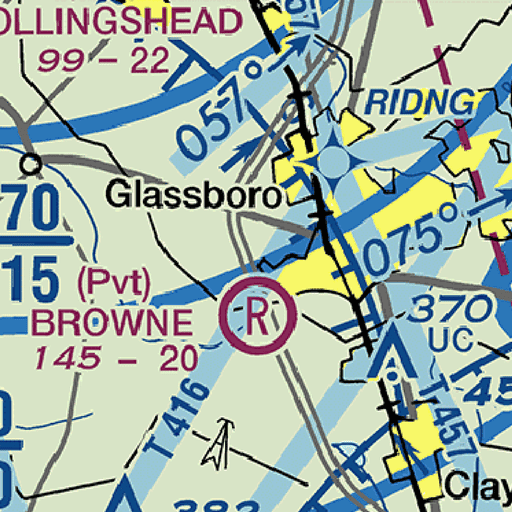 OLLINGSHEAD
99 - 22
97
057°
RIDNG
70
Glassboro
15
075°
(Pvt)
BROWNE
R
370
UC
145 - 20
T 416
T 457
45
382
Clay